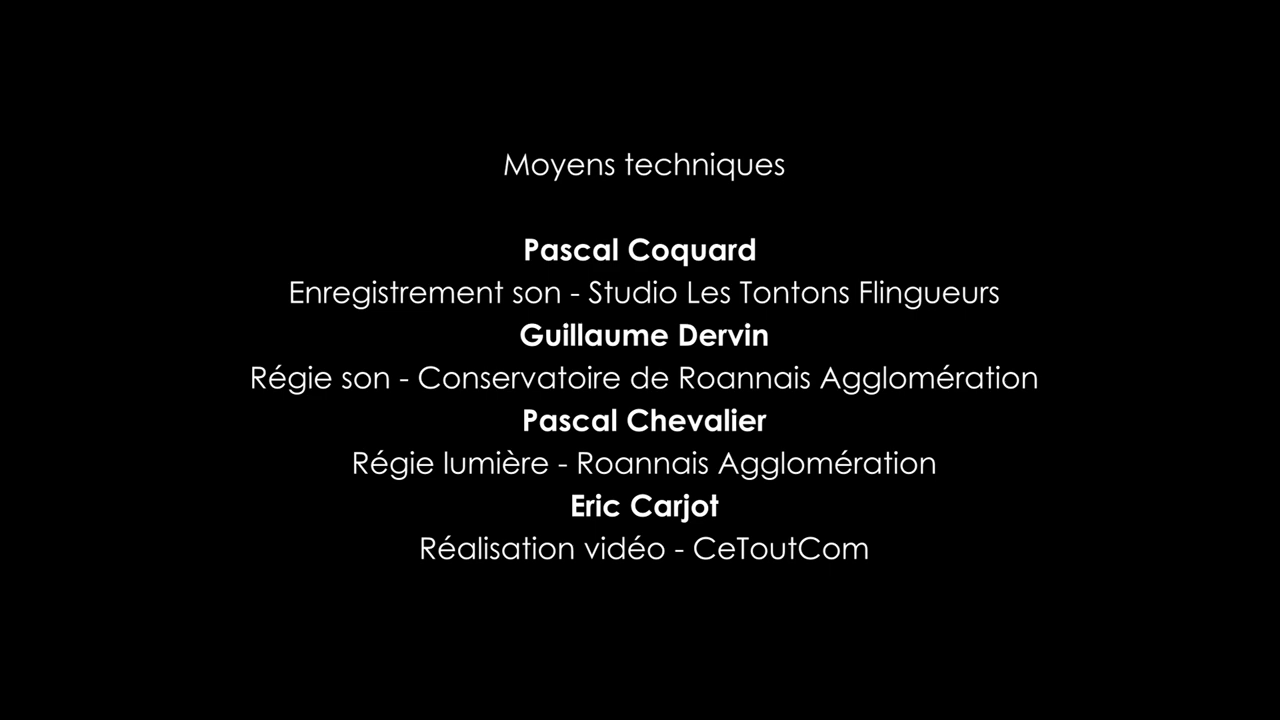 Moyens techniques
Pascal Coquard
Enregistrement son - Studio Les Tontons Flingueurs
Guillaume Dervin
Régie son - Conservatoire de Roannais Agglomération
Pascal Chevalier
Régie lumière - Roannais Agglomération
Eric Carjot
Réalisation vidéo - CeToutCom